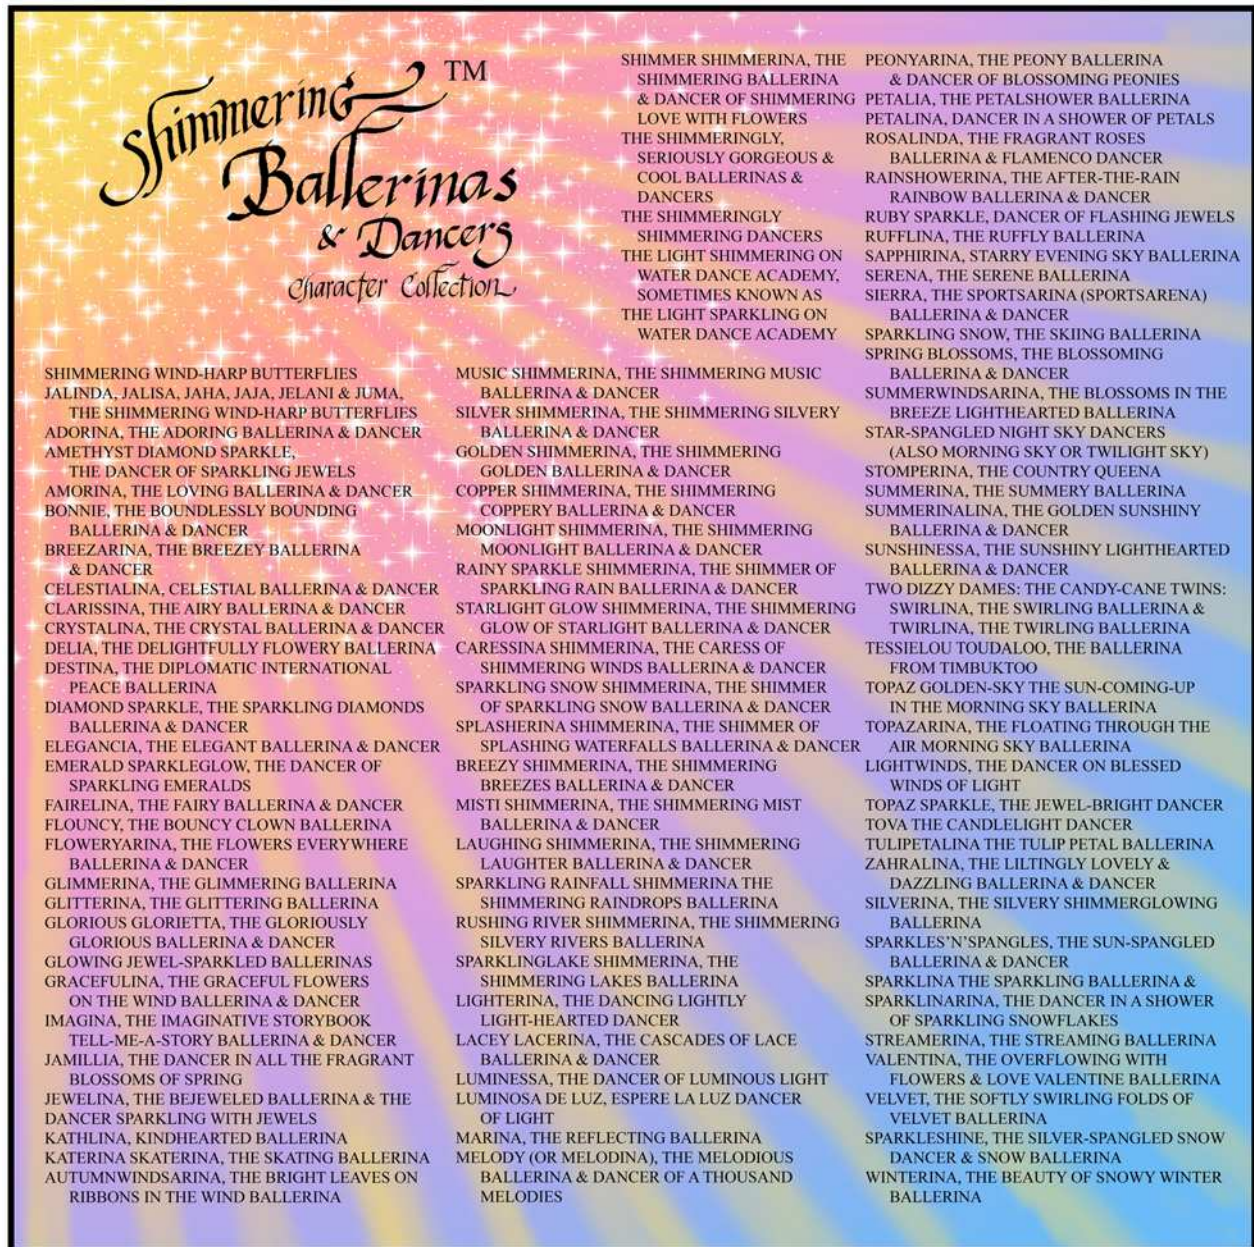 Shimmering TM
Ballerinas
& Dancers
Character Collection
SHIMMERING WIND-HARP BUTTERFLIES
JALINDA, JALISA, JAHA, JAJA, JELANI & JUMA,
THE SHIMMERING WIND-HARP BUTTERFLIES
ADORINA, THE ADORING BALLERINA & DANCER
AMETHYST DIAMOND SPARKLE,
THE DANCER OF SPARKLING JEWELS
AMORINA, THE LOVING BALLERINA & DANCER
BONNIE, THE BOUNDLESSLY BOUNDING
BALLERINA & DANCER
BREEZARINA, THE BREEZEY BALLERINA
& DANCER
CELESTIALINA, CELESTIAL BALLERINA & DANCER
CLARISSINA, THE AIRY BALLERINA & DANCER
CRYSTALINA, THE CRYSTAL BALLERINA & DANCER
DELIA, THE DELIGHTFULLY FLOWERY BALLERINA
DESTINA, THE DIPLOMATIC INTERNATIONAL
PEACE BALLERINA
DIAMOND SPARKLE, THE SPARKLING DIAMONDS
BALLERINA & DANCER
ELEGANCIA, THE ELEGANT BALLERINA & DANCER
EMERALD SPARKLEGLOW, THE DANCER OF
SPARKLING EMERALDS
FAIRELINA, THE FAIRY BALLERINA & DANCER
FLOUNCY, THE BOUNCY CLOWN BALLERINA
FLOWERYARINA, THE FLOWERS EVERYWHERE
BALLERINA & DANCER
GLIMMERINA, THE GLIMMERING BALLERINA
GLITTERINA, THE GLITTERING BALLERINA
GLORIOUS GLORIETTA, THE GLORIOUSLY
GLORIOUS BALLERINA & DANCER
GLOWING JEWEL-SPARKLED BALLERINAS
GRACEFULINA, THE GRACEFUL FLOWERS
ON THE WIND BALLERINA & DANCER
IMAGINA, THE IMAGINATIVE STORYBOOK
TELL-ME-A-STORY BALLERINA & DANCER
JAMILLIA, THE DANCER IN ALL THE FRAGRANT
BLOSSOMS OF SPRING
JEWELINA, THE BEJEWELED BALLERINA & THE
DANCER SPARKLING WITH JEWELS
KATHLINA, KINDHEARTED BALLERINA
KATERINA SKATERINA, THE SKATING BALLERINA
AUTUMNWINDSARINA, THE BRIGHT LEAVES ON
RIBBONS IN THE WIND BALLERINA
MUSIC SHIMMERINA, THE SHIMMERING MUSIC
BALLERINA & DANCER
SILVER SHIMMERINA, THE SHIMMERING SILVERY
BALLERINA & DANCER
GOLDEN SHIMMERINA, THE SHIMMERING
GOLDEN BALLERINA & DANCER
COPPER SHIMMERINA, THE SHIMMERING
COPPERY BALLERINA & DANCER
MOONLIGHT SHIMMERINA, THE SHIMMERING
MOONLIGHT BALLERINA & DANCER
RAINY SPARKLE SHIMMERINA, THE SHIMMER OF
SPARKLING RAIN BALLERINA & DANCER
STARLIGHT GLOW SHIMMERINA, THE SHIMMERING
GLOW OF STARLIGHT BALLERINA & DANCER
CARESSINA SHIMMERINA, THE CARESS OF
SHIMMERING WINDS BALLERINA & DANCER
SPARKLING SNOW SHIMMERINA, THE SHIMMER
OF SPARKLING SNOW BALLERINA & DANCER
SPLASHERINA SHIMMERINA, THE SHIMMER OF
SPLASHING WATERFALLS BALLERINA & DANCER
BREEZY SHIMMERINA, THE SHIMMERING
BREEZES BALLERINA & DANCER
MISTI SHIMMERINA, THE SHIMMERING MIST
BALLERINA & DANCER
LAUGHING SHIMMERINA, THE SHIMMERING
LAUGHTER BALLERINA & DANCER
SPARKLING RAINFALL SHIMMERINA THE
SHIMMERING RAINDROPS BALLERINA
RUSHING RIVER SHIMMERINA, THE SHIMMERING
SILVERY RIVERS BALLERINA
SPARKLINGLAKE SHIMMERINA, THE
SHIMMERING LAKES BALLERINA
LIGHTERINA, THE DANCING LIGHTLY
LIGHT-HEARTED DANCER
LACEY LACERINA, THE CASCADES OF LACE
BALLERINA & DANCER
LUMINESSA, THE DANCER OF LUMINOUS LIGHT
LUMINOSA DE LUZ, ESPERE LA LUZ DANCER
OF LIGHT
MARINA, THE REFLECTING BALLERINA
MELODY (OR MELODINA), THE MELODIOUS
BALLERINA & DANCER OF A THOUSAND
MELODIES
SHIMMER SHIMMERINA, THE
SHIMMERING BALLERINA
& DANCER OF SHIMMERING
LOVE WITH FLOWERS
THE SHIMMERINGLY,
SERIOUSLY GORGEOUS &
COOL BALLERINAS &
DANCERS
THE SHIMMERINGLY
SHIMMERING DANCERS
THE LIGHT SHIMMERING ON
WATER DANCE ACADEMY,
SOMETIMES KNOWN AS
THE LIGHT SPARKLING ON
WATER DANCE ACADEMY
PEONYARINA, THE PEONY BALLERINA
& DANCER OF BLOSSOMING PEONIES
PETALIA, THE PETALSHOWER BALLERINA
PETALINA, DANCER IN A SHOWER OF PETALS
ROSALINDA, THE FRAGRANT ROSES
BALLERINA & FLAMENCO DANCER
RAINSHOWERINA, THE AFTER-THE-RAIN
RAINBOW BALLERINA & DANCER
RUBY SPARKLE, DANCER OF FLASHING JEWELS
RUFFLINA, THE RUFFLY BALLERINA
SAPPHIRINA, STARRY EVENING SKY BALLERINA
SERENA, THE SERENE BALLERINA
SIERRA, THE SPORTSARINA (SPORTSARENA)
BALLERINA & DANCER
SPARKLING SNOW, THE SKIING BALLERINA
SPRING BLOSSOMS, THE BLOSSOMING
BALLERINA & DANCER
SUMMERWINDSARINA, THE BLOSSOMS IN THE
BREEZE LIGHTHEARTED BALLERINA
STAR-SPANGLED NIGHT SKY DANCERS
(ALSO MORNING SKY OR TWILIGHT SKY)
STOMPERINA, THE COUNTRY QUEENA
SUMMERINA, THE SUMMERY BALLERINA
SUMMERINALINA, THE GOLDEN SUNSHINY
BALLERINA & DANCER
SUNSHINESSA, THE SUNSHINY LIGHTHEARTED
BALLERINA & DANCER
TWO DIZZY DAMES: THE CANDY-CANE TWINS:
SWIRLINA, THE SWIRLING BALLERINA &
TWIRLINA, THE TWIRLING BALLERINA
TESSIELOU TOUDALOO, THE BALLERINA
FROM TIMBUKTOO
TOPAZ GOLDEN-SKY THE SUN-COMING-UP
IN THE MORNING SKY BALLERINA
TOPAZARINA, THE FLOATING THROUGH THE
AIR MORNING SKY BALLERINA
LIGHTWINDS, THE DANCER ON BLESSED
WINDS OF LIGHT
TOPAZ SPARKLE, THE JEWEL-BRIGHT DANCER
TOVA THE CANDLELIGHT DANCER
TULIPETALINA THE TULIP PETAL BALLERINA
ZAHRALINA, THE LILTINGLY LOVELY &
DAZZLING BALLERINA & DANCER
SILVERINA, THE SILVERY SHIMMERGLOWING
BALLERINA
SPARKLES'N'SPANGLES, THE SUN-SPANGLED
BALLERINA & DANCER
SPARKLINA THE SPARKLING BALLERINA &
SPARKLINARINA, THE DANCER IN A SHOWER
OF SPARKLING SNOWFLAKES
STREAMERINA, THE STREAMING BALLERINA
VALENTINA, THE OVERFLOWING WITH
FLOWERS & LOVE VALENTINE BALLERINA
VELVET, THE SOFTLY SWIRLING FOLDS OF
VELVET BALLERINA
SPARKLESHINE, THE SILVER-SPANGLED SNOW
DANCER & SNOW BALLERINA
WINTERINA, THE BEAUTY OF SNOWY WINTER
BALLERINA